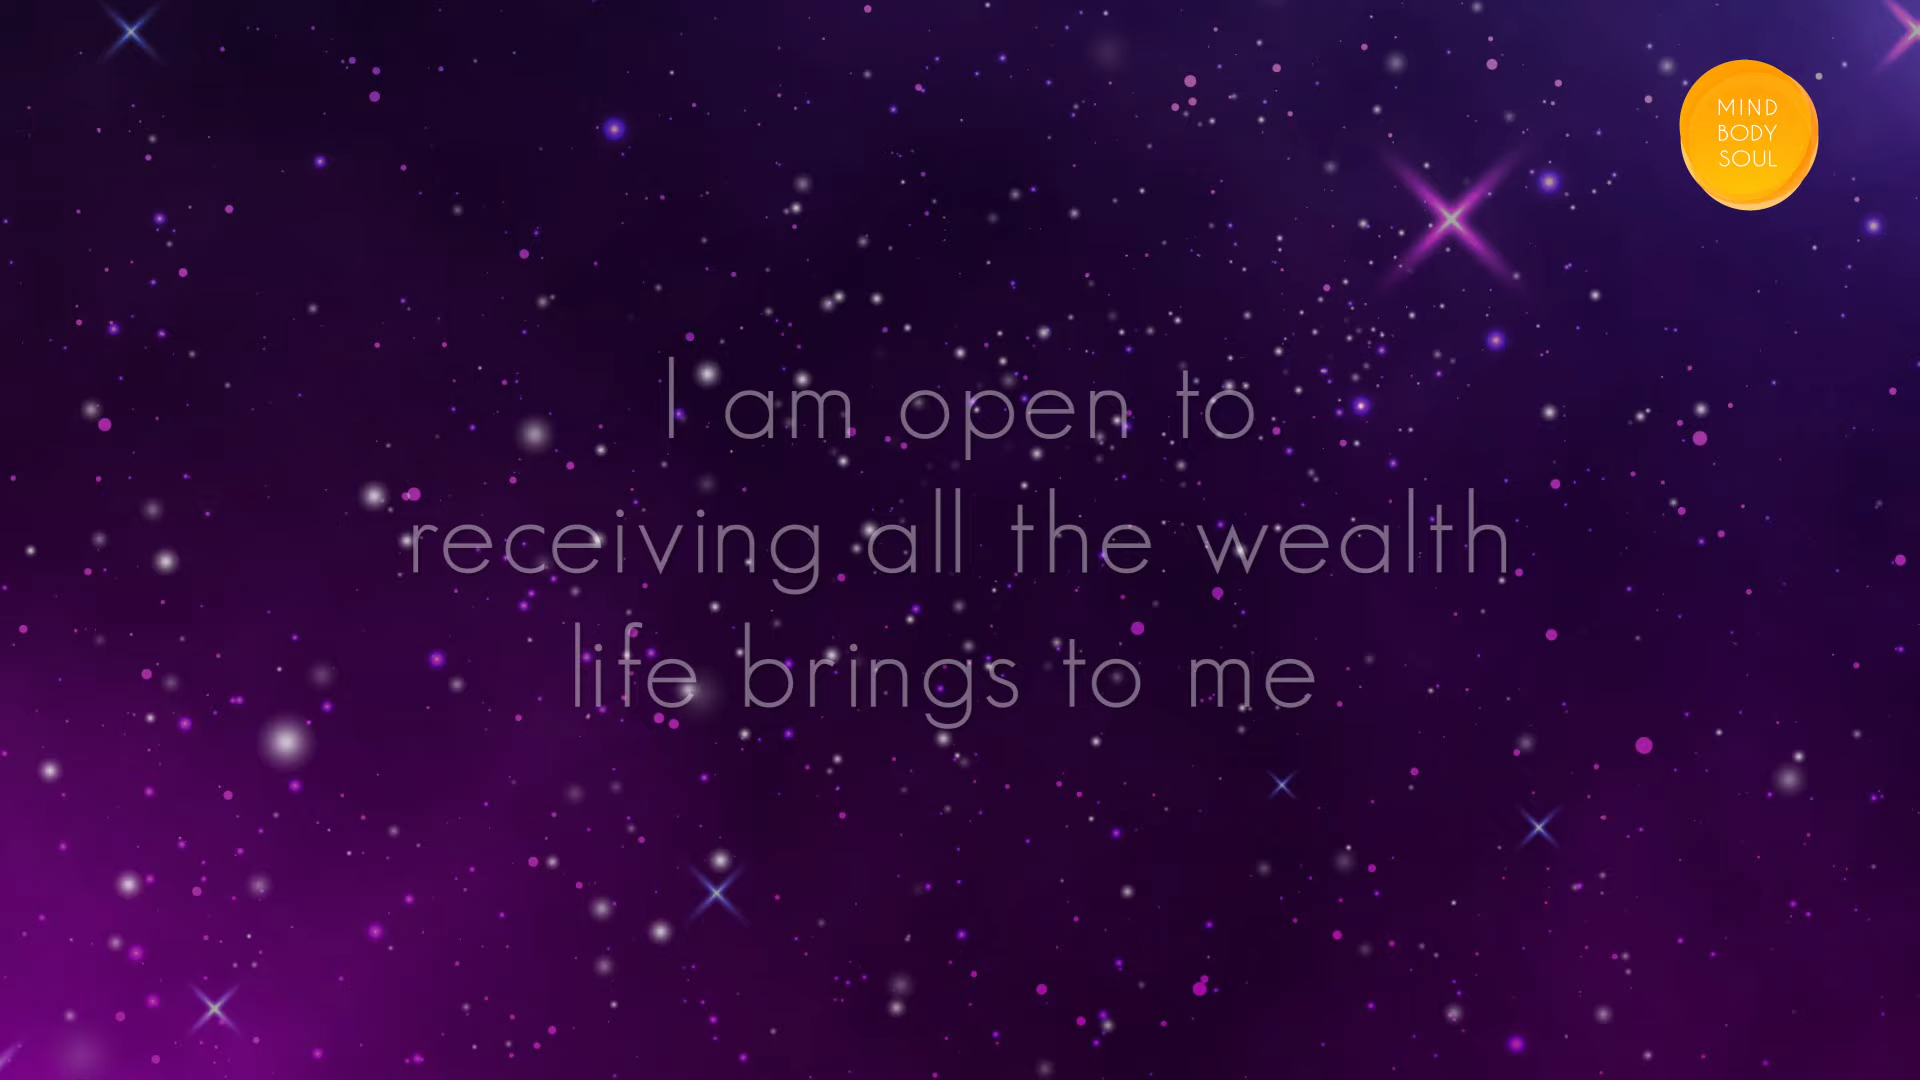 MIND
BODY
SOUL
I am open to
receiving all the wealth
life brings to me